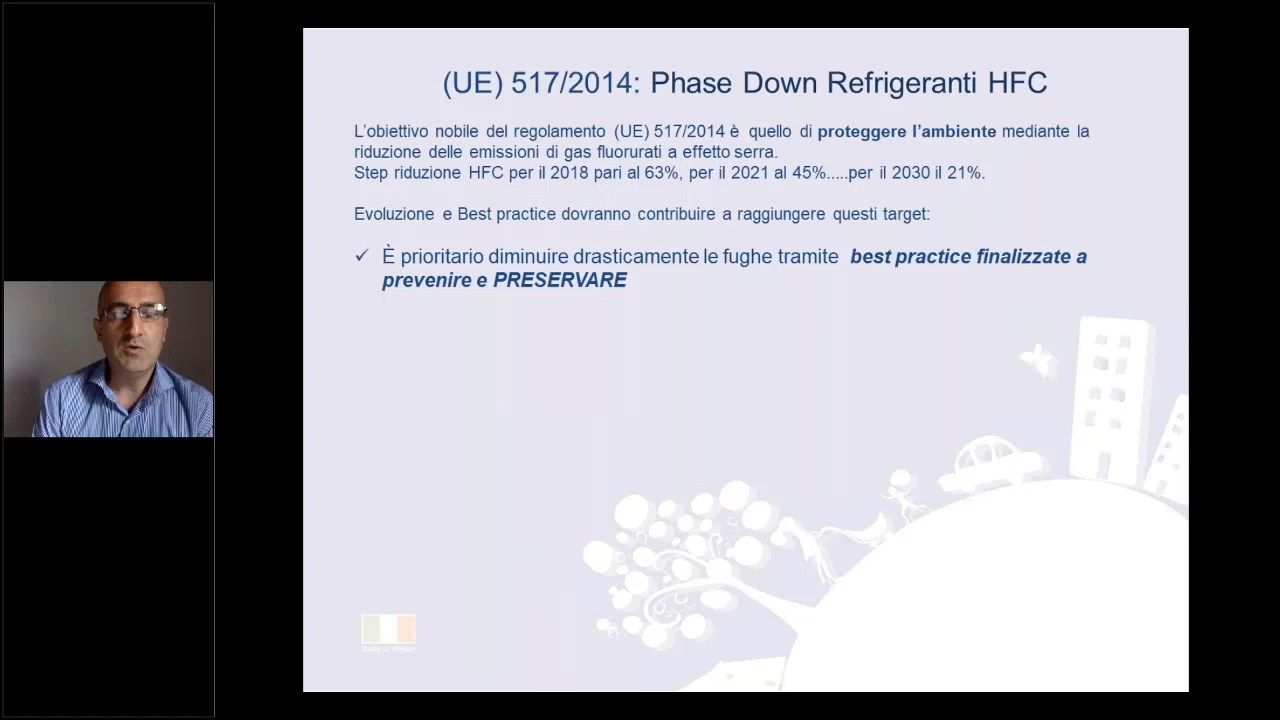 (UE) 517/2014: Phase Down Refrigeranti HFC
L'obiettivo nobile del regolamento (UE) 517/2014 è quello di proteggere l'ambiente mediante la
riduzione delle emissioni di gas fluorurati a effetto serra.
Step riduzione HFC per il 2018 pari al 63%, per il 2021 al 45%.....per il 2030 il 21%.
Evoluzione e Best practice dovranno contribuire a raggiungere questi target:
✓ È prioritario diminuire drasticamente le fughe tramite best practice finalizzate a
prevenire e PRESERVARE